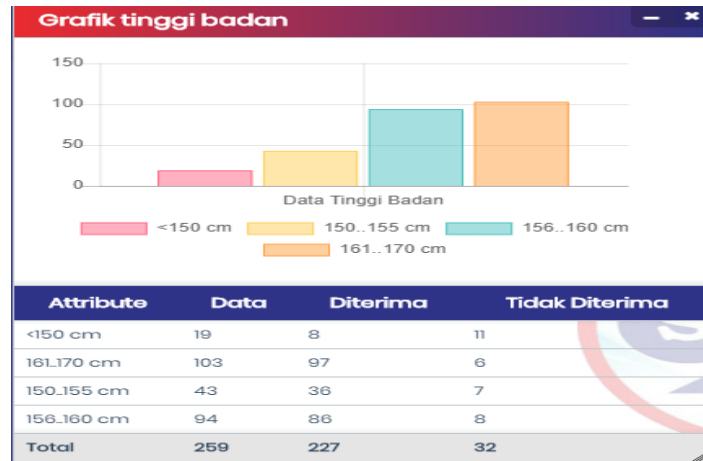 Grafik tinggi badan
150
100
50
0
Data Tinggi Badan
<150 cm 150..155 cm 156..160 cm
161..170 cm
Attribute Data Diterima Tidak Diterima
<150 cm 19 8 11
161..170 cm 103 97 6
150..155 cm 43 36 7
156..160 cm 94 86 8
Total 259 227 32